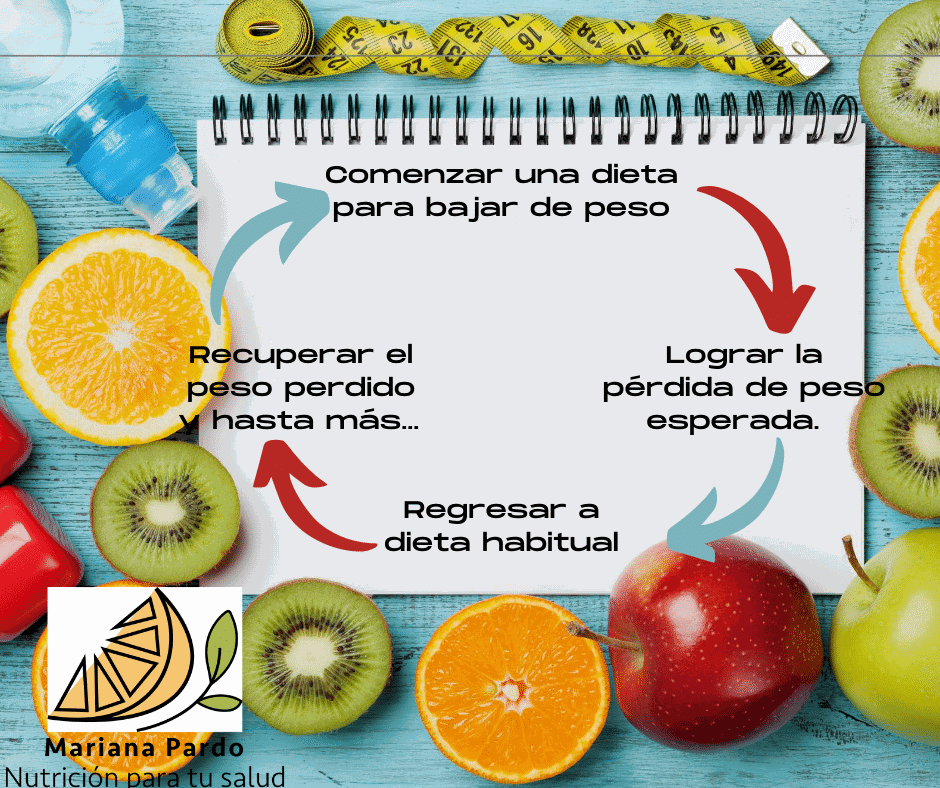 Comenzar una dieta
para bajar de peso
Lograr la
pérdida de peso
esperada.
Regresar a
dieta habitual
Recuperar el
peso perdido
y hasta más...
Mariana Pardo
Nutrición para tu salud